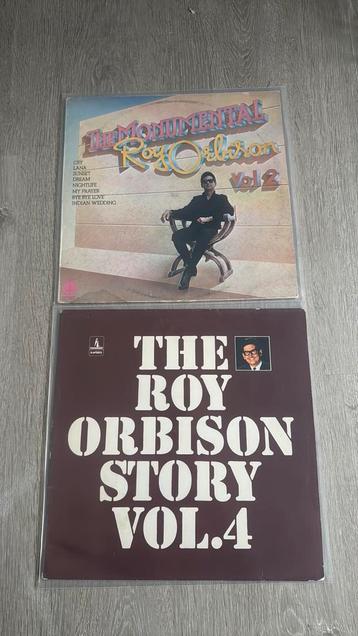 THE MONUMENTAL
Roy Orbison
Vol 2
CRY
LANA
SUNSET
DREAM
NIGHTLIFE
MY PRAYER
BYE BYE LOVE
INDIAN WEDDING
THE
ROY
ORBISON
STORY
VOL.4